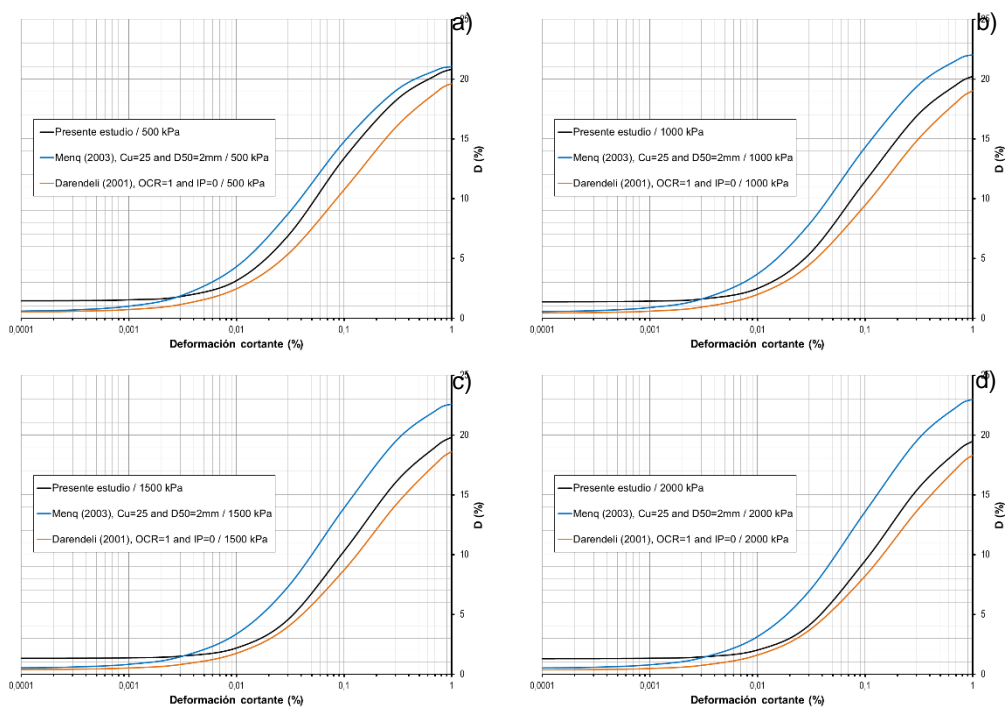 a)
25
20
15
10
5
0
D (%)
Presente estudio / 500 kPa
Menq (2003), Cu=25 and D50=2mm / 500 kPa
Darendeli (2001), OCR=1 and IP=0 / 500 kPa
0,0001 0,001 0,01 0,1 1
Deformación cortante (%)
b)
25
20
15
10
5
0
D (%)
Presente estudio / 1000 kPa
Menq (2003), Cu=25 and D50=2mm / 1000 kPa
Darendeli (2001), OCR=1 and IP=0 / 1000 kPa
0,0001 0,001 0,01 0,1 1
Deformación cortante (%)
c)
25
20
15
10
5
0
D (%)
Presente estudio / 1500 kPa
Menq (2003), Cu=25 and D50=2mm / 1500 kPa
Darendeli (2001), OCR=1 and IP=0 / 1500 kPa
0,0001 0,001 0,01 0,1 1
Deformación cortante (%)
d)
25
20
15
10
5
0
D (%)
Presente estudio / 2000 kPa
Menq (2003), Cu=25 and D50=2mm / 2000 kPa
Darendeli (2001), OCR=1 and IP=0 / 2000 kPa
0,0001 0,001 0,01 0,1 1
Deformación cortante (%)